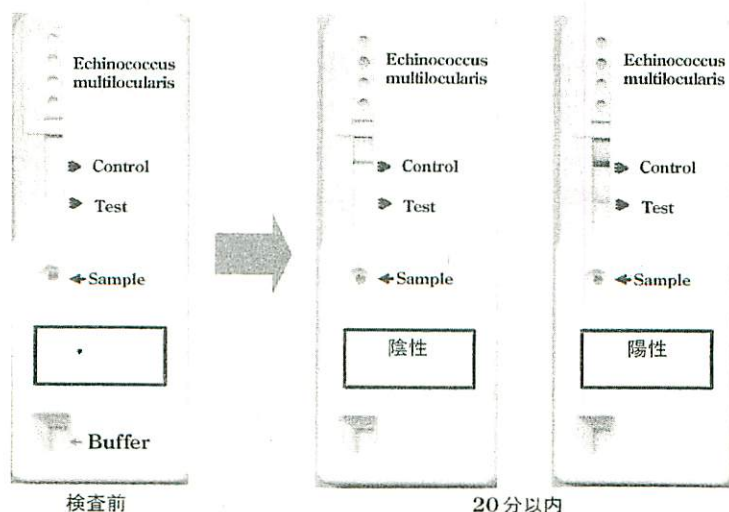 Echinococcus
multilocularis
Control
Test
Sample
Buffer
検査前
Echinococcus
multilocularis
Control
Test
Sample
陰性
Echinococcus
multilocularis
Control
Test
Sample
陽性
20分以内